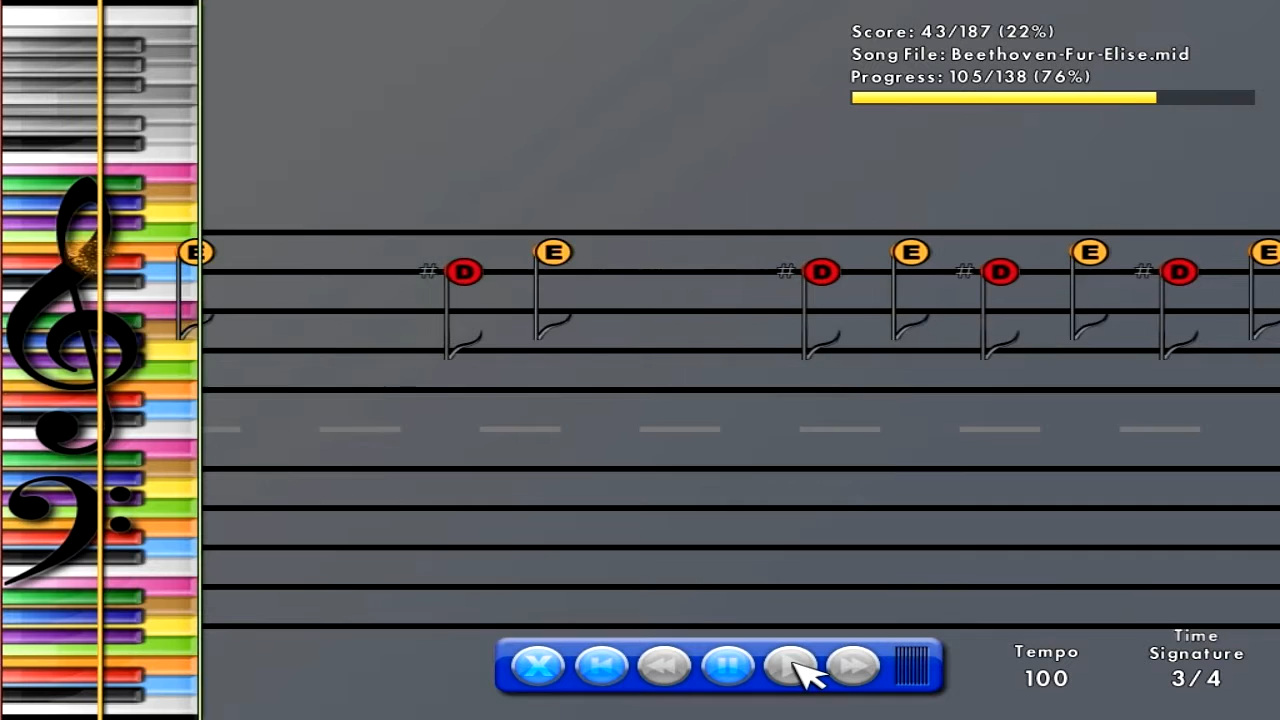 Score: 43/187 (22%)
Song File: Beethoven-Fur-Elise.mid
Progress: 105/138 (76%)
E E E E E
# D # D # D # D
Tempo
100
Time
Signature
3/4